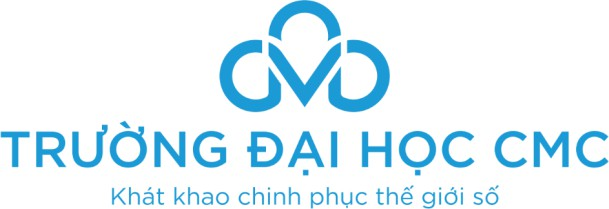 TRƯỜNG ĐẠI HỌC CMC
Khát khao chinh phục thế giới số